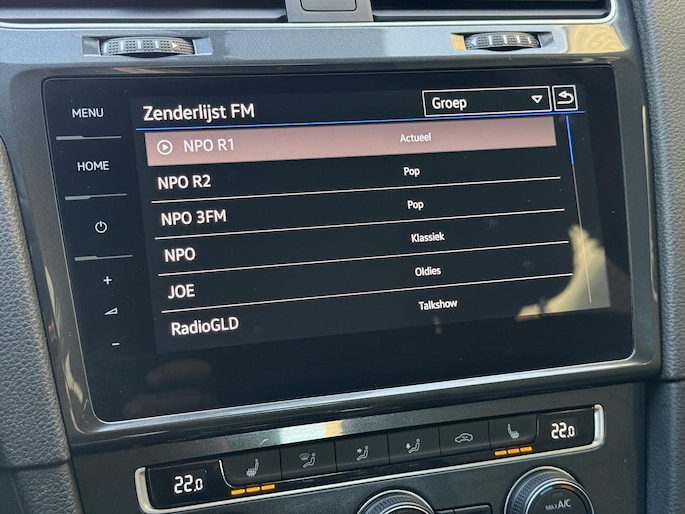 MENU
HOME
+
-
Zenderlijst FM
Groep
NPO R1 Actueel
NPO R2 Pop
NPO 3FM Pop
NPO Klassiek
JOE Oldies
RadioGLD Talkshow
22.0
22.0
MAX A/C